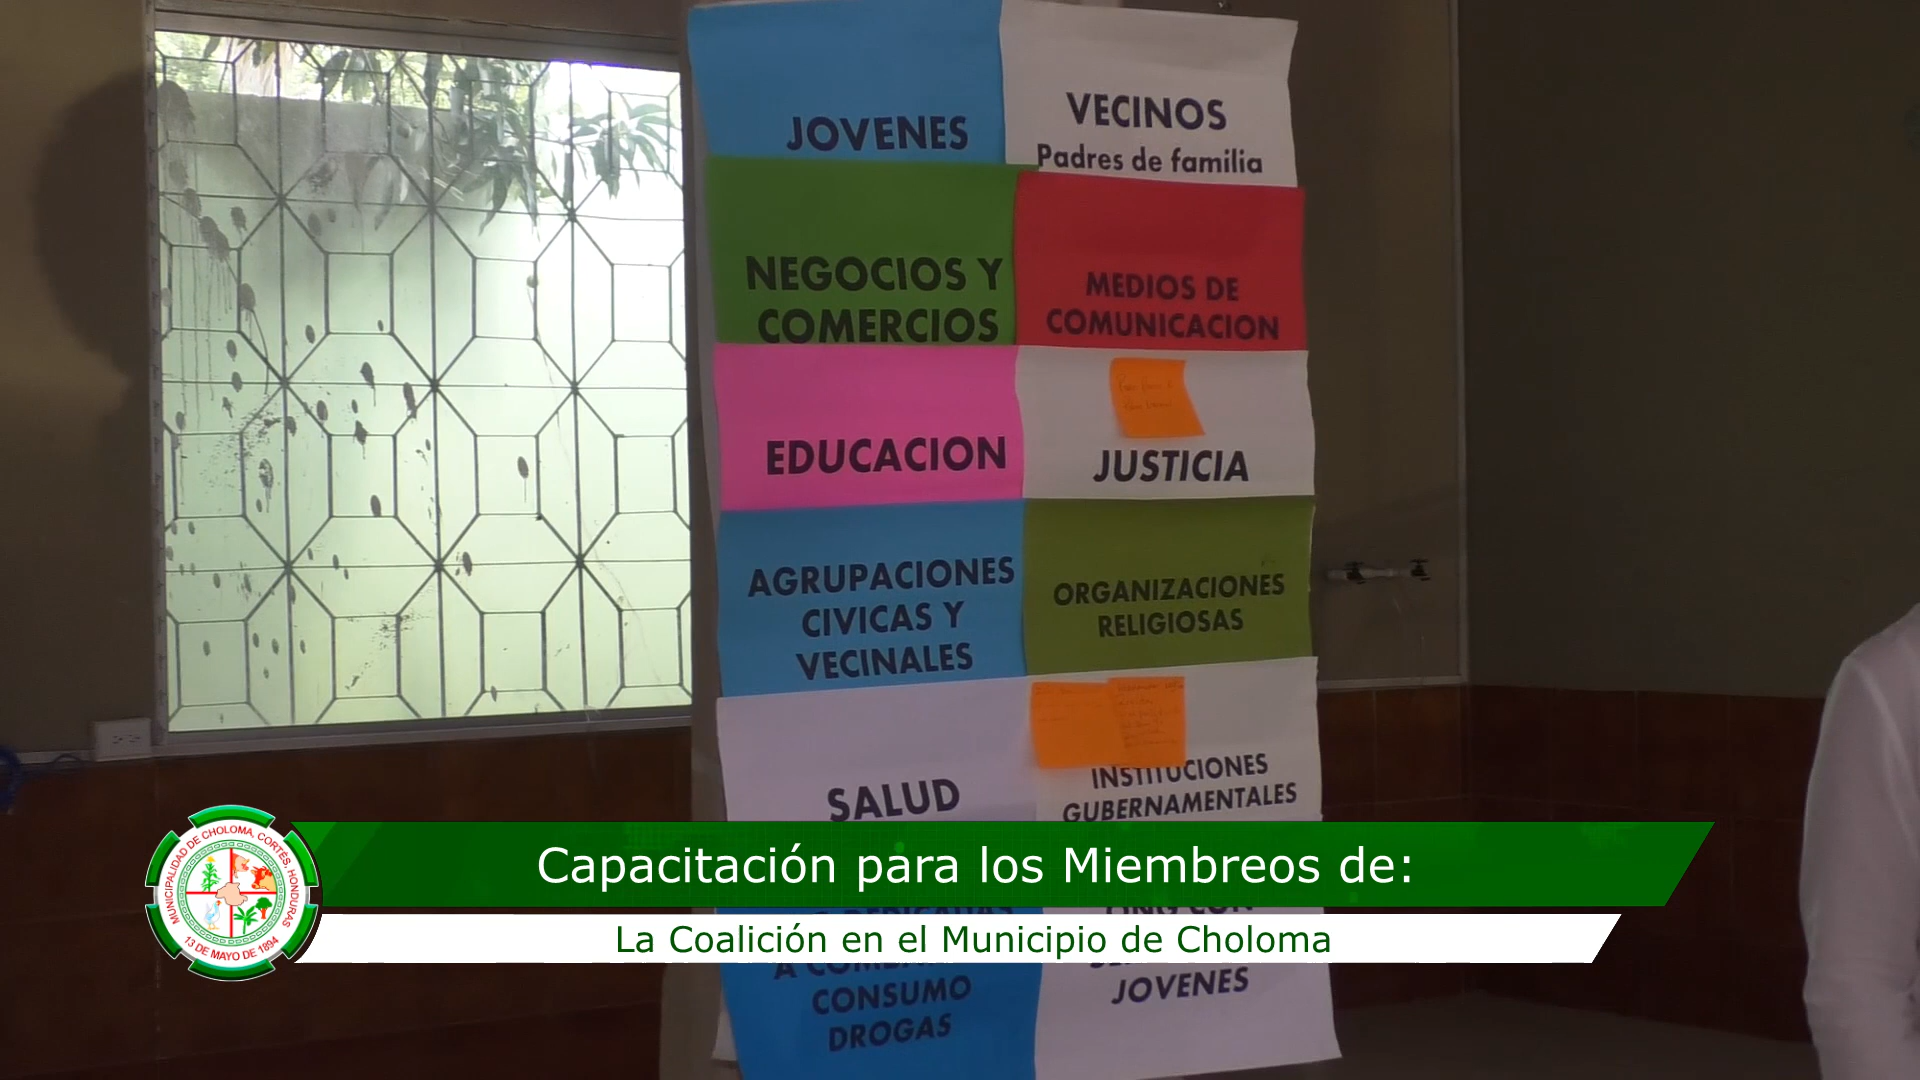 JOVENES
VECINOS
Padres de familia
NEGOCIOS Y
COMERCIOS
MEDIOS DE
COMUNICACION
EDUCACION
JUSTICIA
AGRUPACIONES
CIVICAS Y
VECINALES
ORGANIZACIONES
RELIGIOSAS
SALUD
INSTITUCIONES
GUBERNAMENTALES
CONSUMO
DROGAS
JOVENES
MUNICIPALIDAD DE CHOLOMA, CORTÉS, HONDURAS
13 DE MAYO DE 1894
Capacitación para los Miembreos de:
La Coalición en el Municipio de Choloma